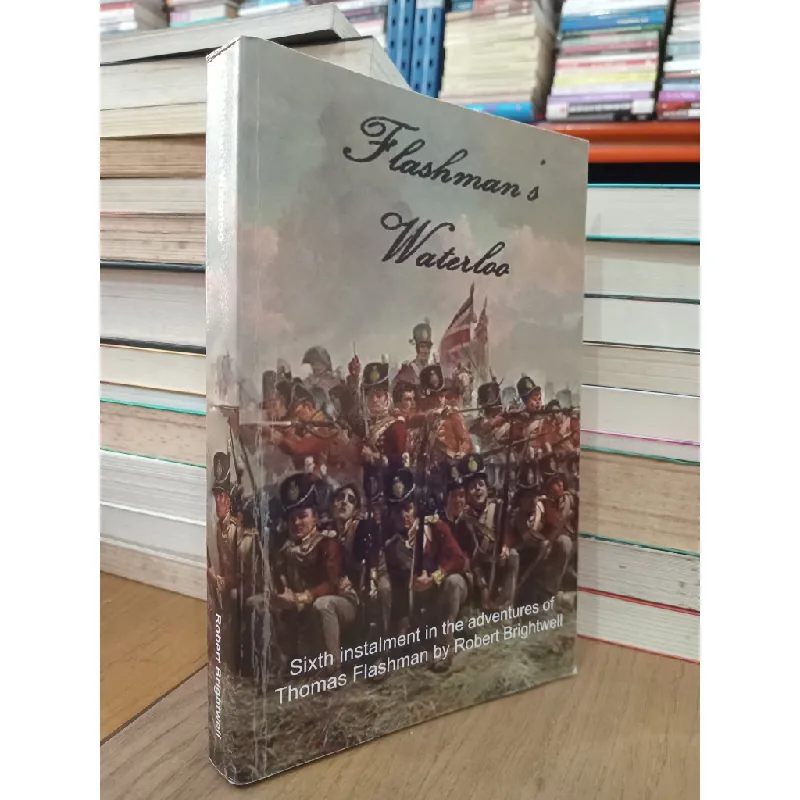 Flashman's
Waterloo
Sixth instalment in the adventures of
Thomas Flashman by Robert Brightwell
Robert Brightwell